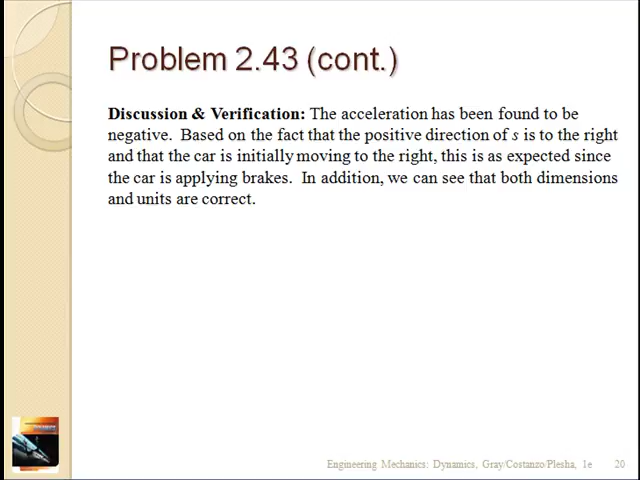 Problem 2.43 (cont.)
Discussion & Verification: The acceleration has been found to be
negative. Based on the fact that the positive direction of s is to the right
and that the car is initially moving to the right, this is as expected since
the car is applying brakes. In addition, we can see that both dimensions
and units are correct.
Engineering Mechanics: Dynamics, Gray/Costanzo/Plesha, 1e 20